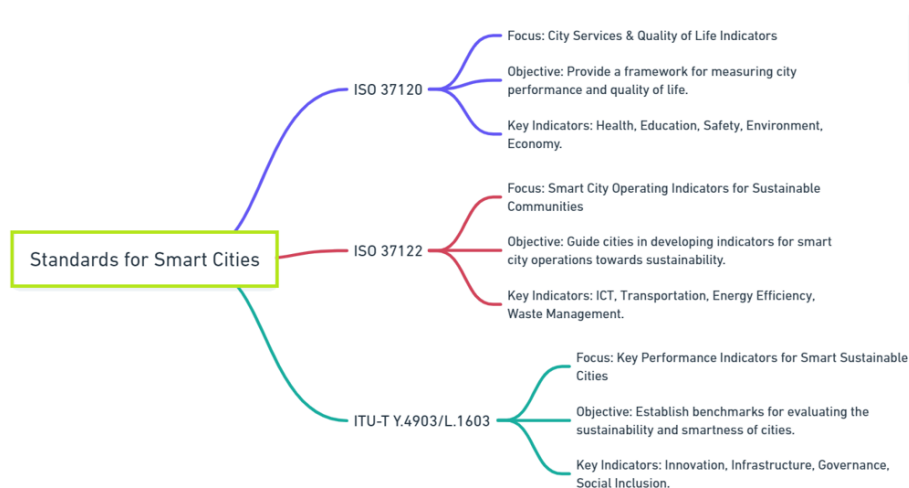 Focus: City Services & Quality of Life Indicators
Objective: Provide a framework for measuring city
performance and quality of life.
ISO 37120
Key Indicators: Health, Education, Safety, Environment,
Economy.
Focus: Smart City Operating Indicators for Sustainable
Communities
Standards for Smart Cities
ISO 37122
Objective: Guide cities in developing indicators for smart
city operations towards sustainability.
Key Indicators: ICT, Transportation, Energy Efficiency,
Waste Management.
Focus: Key Performance Indicators for Smart Sustainable
Cities
ITU-T Y.4903/L.1603
Objective: Establish benchmarks for evaluating the
sustainability and smartness of cities.
Key Indicators: Innovation, Infrastructure, Governance,
Social Inclusion.